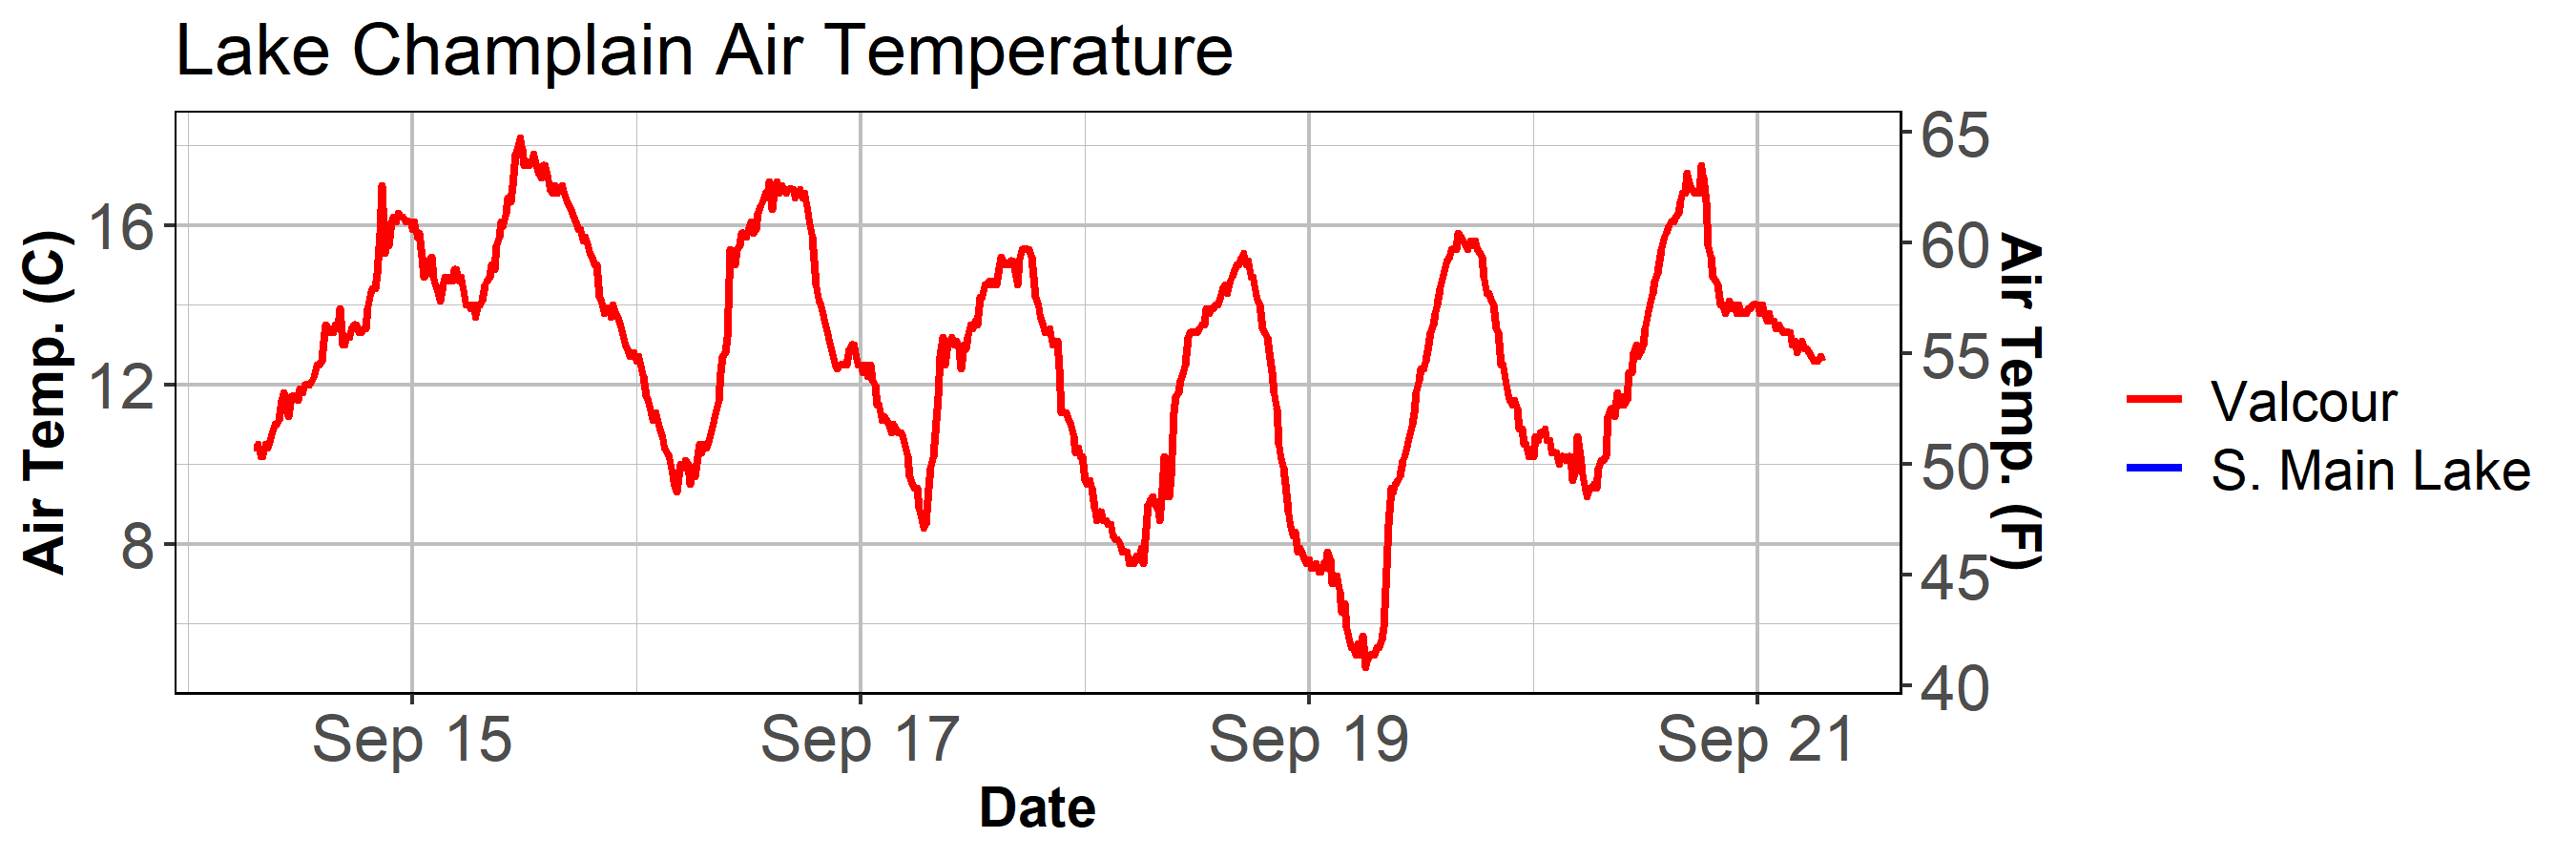 Lake Champlain Air Temperature
Air Temp. (C)
16
12
8
65
60
55
50
45
40
Air Temp. (F)
Sep 15
Sep 17
Sep 19
Sep 21
Date
Valcour
S. Main Lake